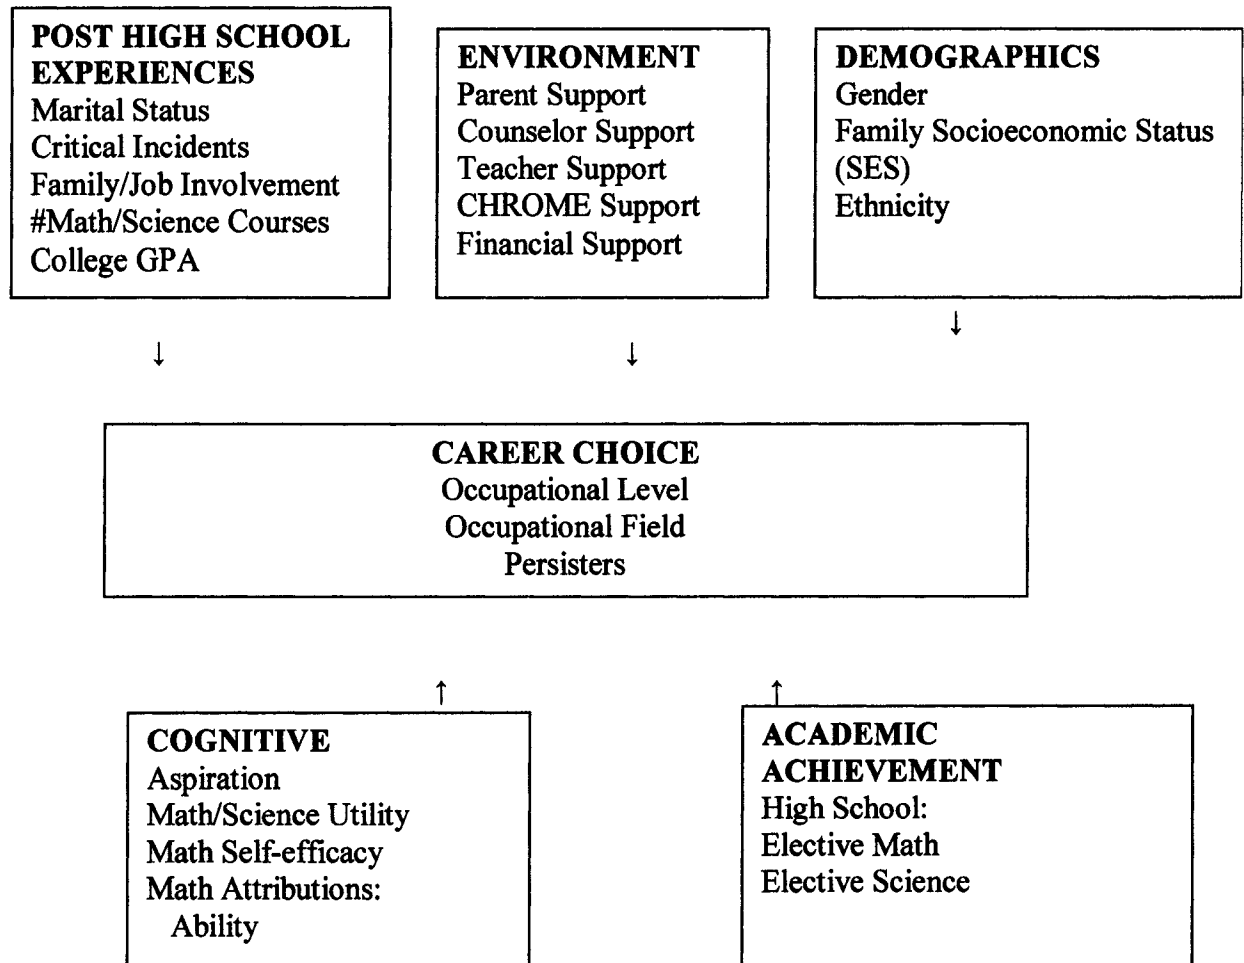 POST HIGH SCHOOL
EXPERIENCES
Marital Status
Critical Incidents
Family/Job Involvement
#Math/Science Courses
College GPA
ENVIRONMENT
Parent Support
Counselor Support
Teacher Support
CHROME Support
Financial Support
DEMOGRAPHICS
Gender
Family Socioeconomic Status
(SES)
Ethnicity
↓
↓
↓
CAREER CHOICE
Occupational Level
Occupational Field
Persisters
↑
↑
COGNITIVE
Aspiration
Math/Science Utility
Math Self-efficacy
Math Attributions:
Ability
ACADEMIC
ACHIEVEMENT
High School:
Elective Math
Elective Science